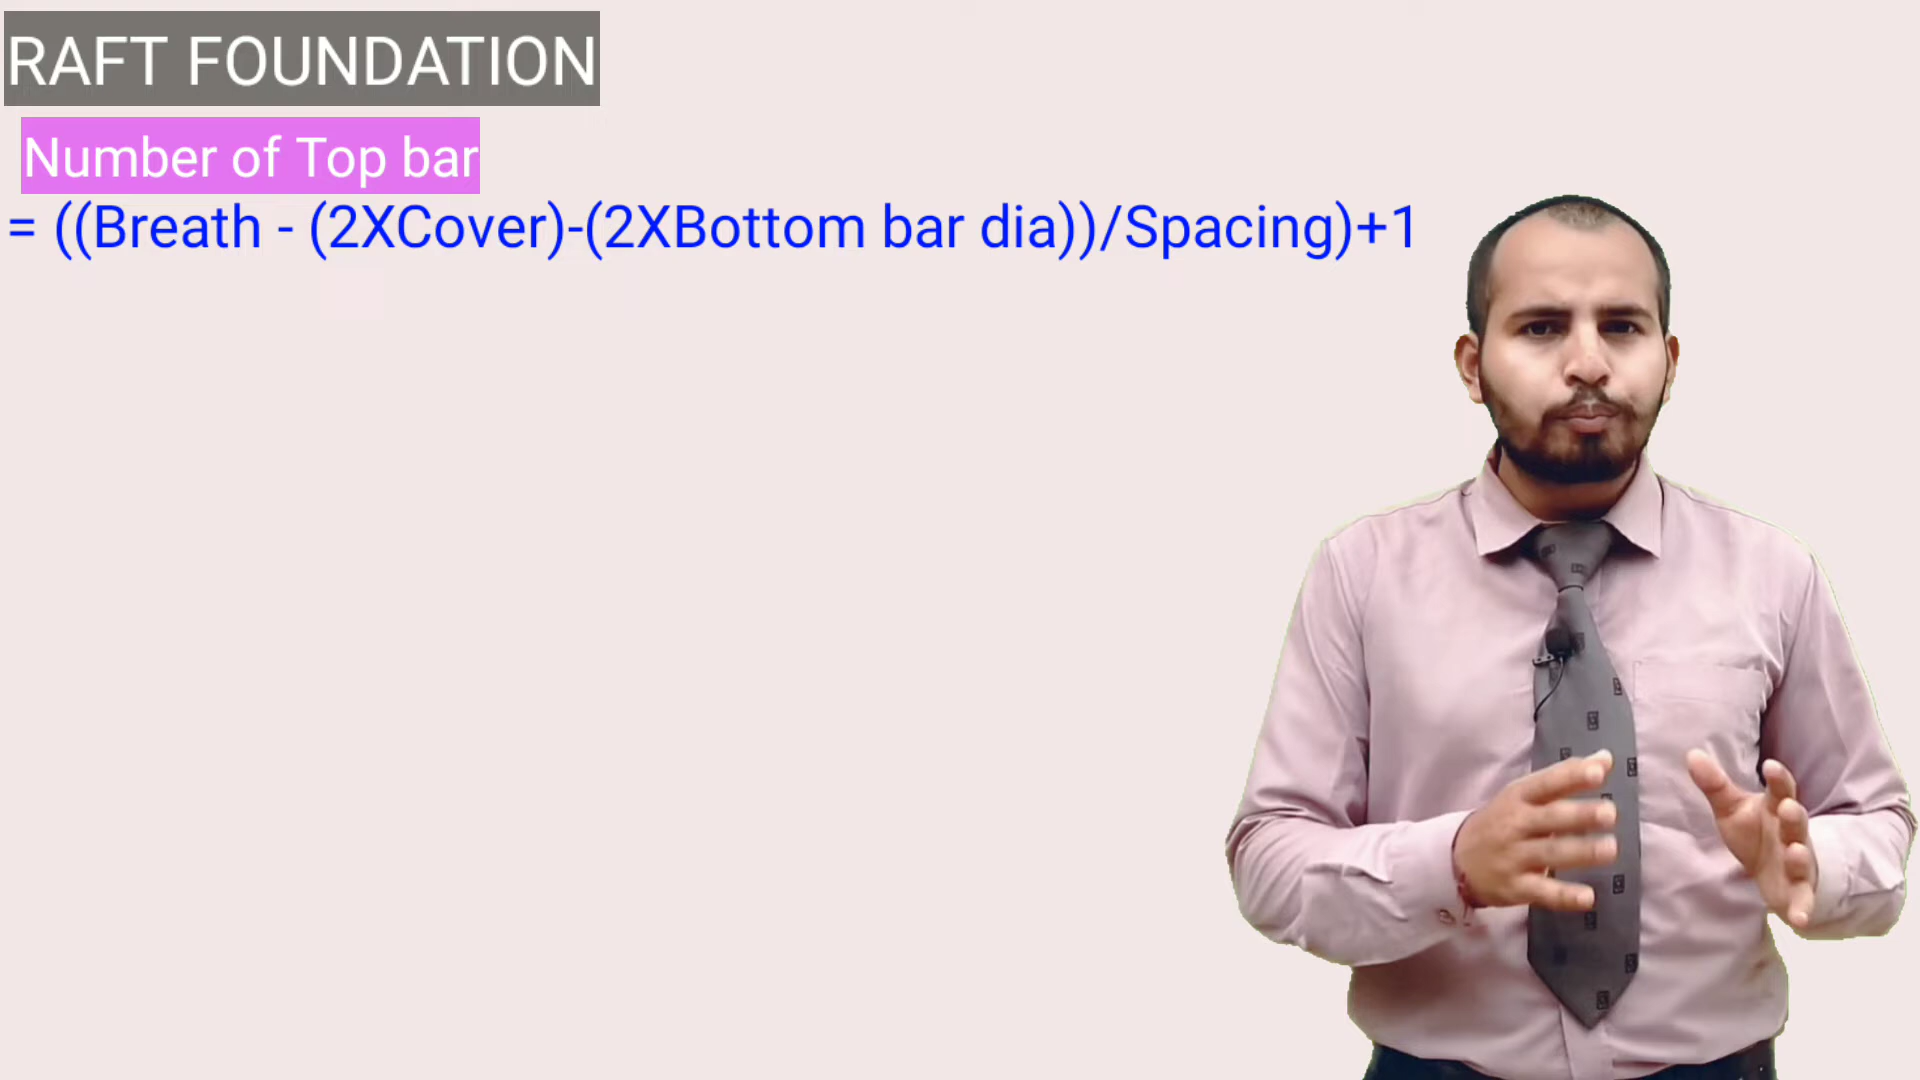 RAFT FOUNDATION
Number of Top bar
= ((Breath - (2XCover)-(2XBottom bar dia))/Spacing)+1